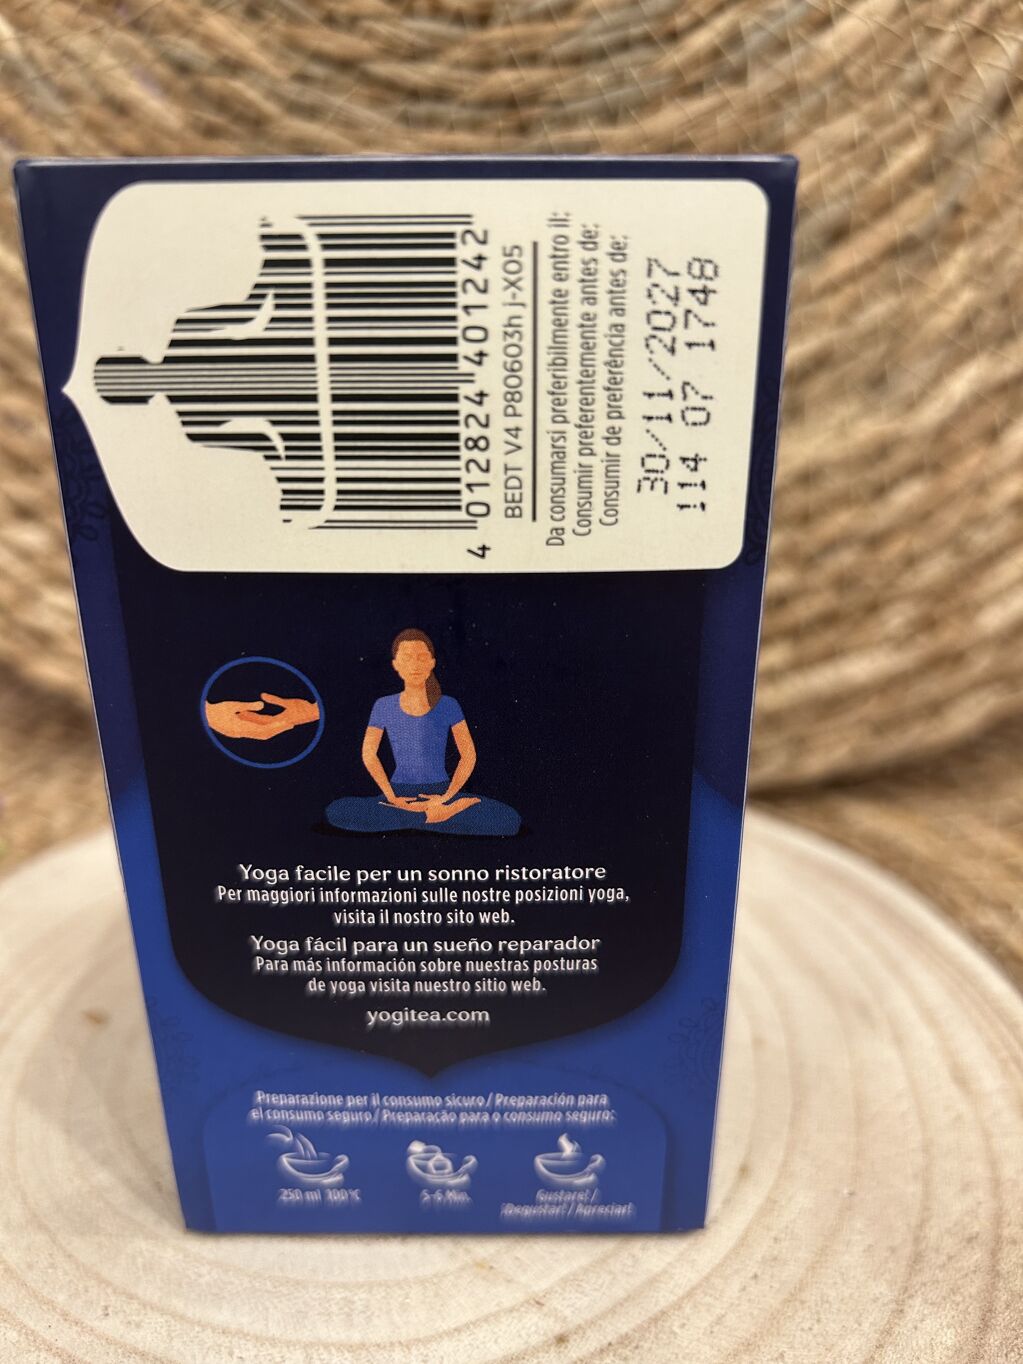 4 012824 401242
BEDT V4 P80603h j-X05
Da consumarsi preferibilmente entro il:
Consumir preferentemente antes de:
Consumir de preferência antes de:
30/11/2027
114 07 1748
Yoga facile per un sonno ristoratore
Per maggiori informazioni sulle nostre posizioni yoga,
visita il nostro sito web.
Yoga fácil para un sueño reparador
Para más información sobre nuestras posturas
de yoga visita nuestro sitio web.
yogitea.com
Preparazione per il consumo sicuro / Preparación para
el consumo seguro / Preparação para o consumo seguro:
250 ml 100°C
5-6 Min.
Gustare! /
¡Degustar! / Apreciar!